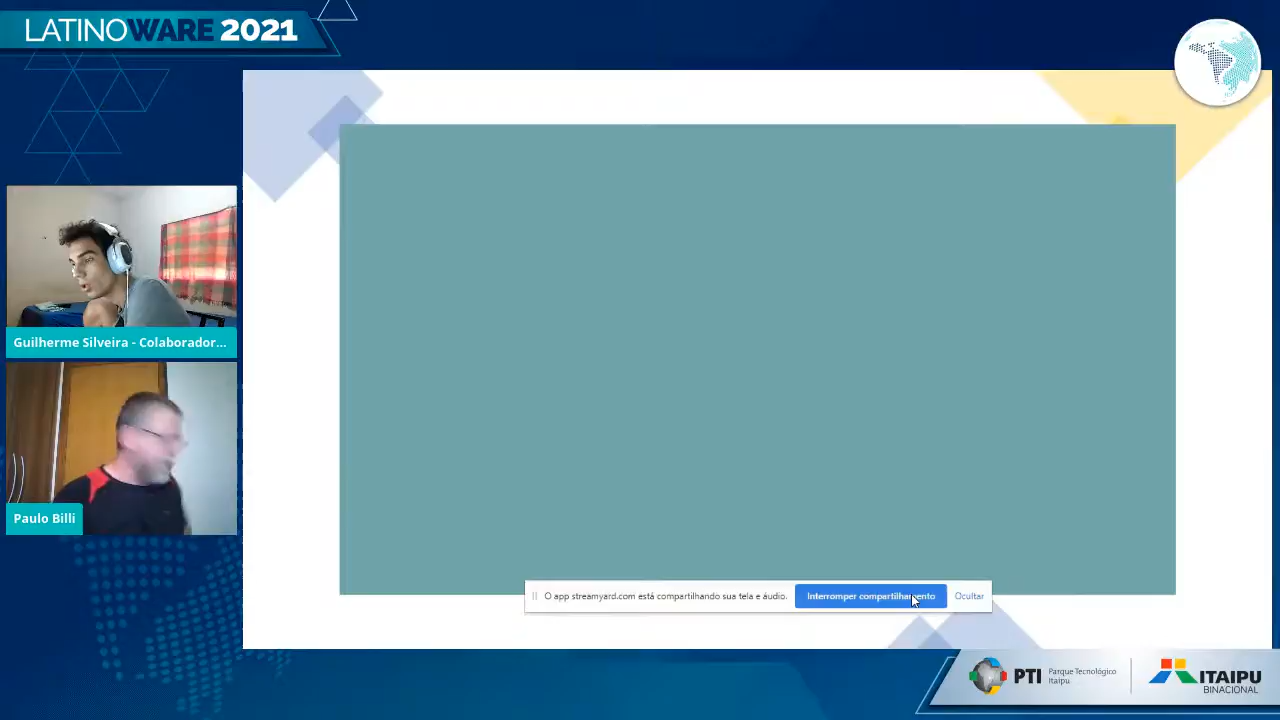 LATINOWARE 2021
Guilherme Silveira - Colaborador...
Paulo Billi
O app streamyard.com está compartilhando sua tela e áudio.
Interromper compartilhamento
Ocultar
PTI
Parque Tecnológico
Itaipu
ITAIPU
BINACIONAL